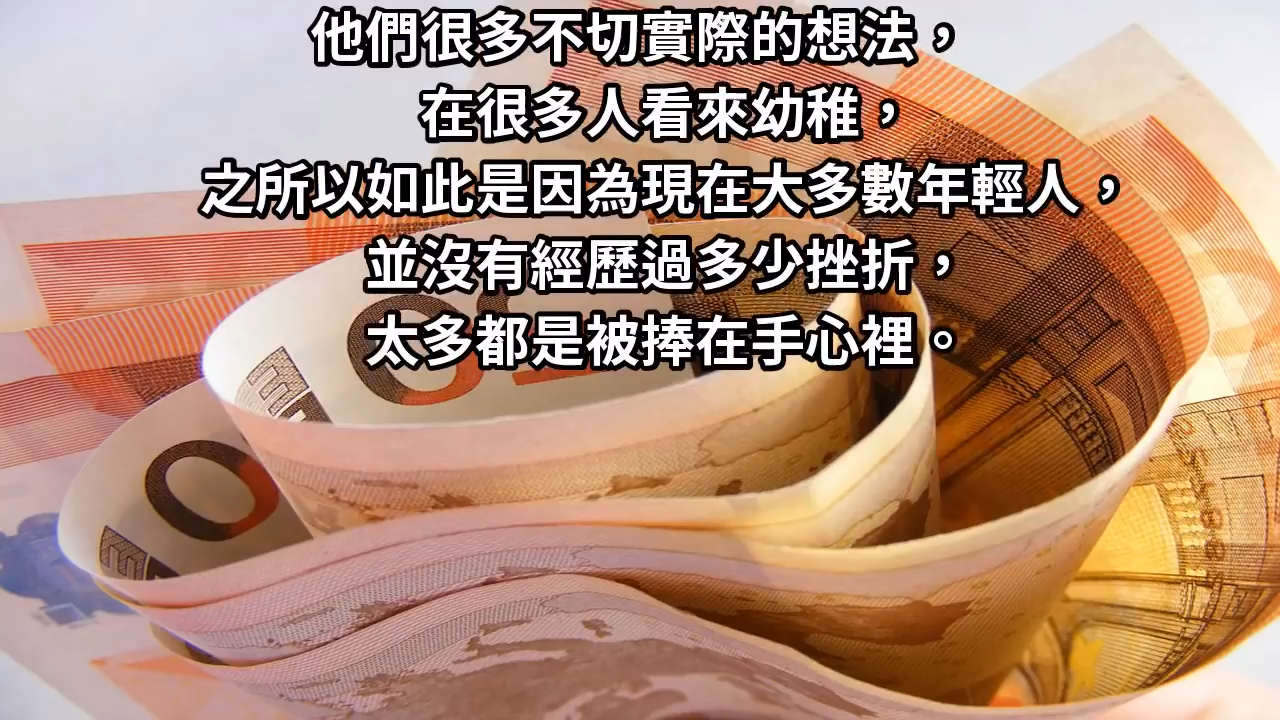 他們很多不切實際的想法，
在很多人看來幼稚，
之所以如此是因為現在大多數年輕人，
並沒有經歷過多少挫折，
太多都是被捧在手心裡。